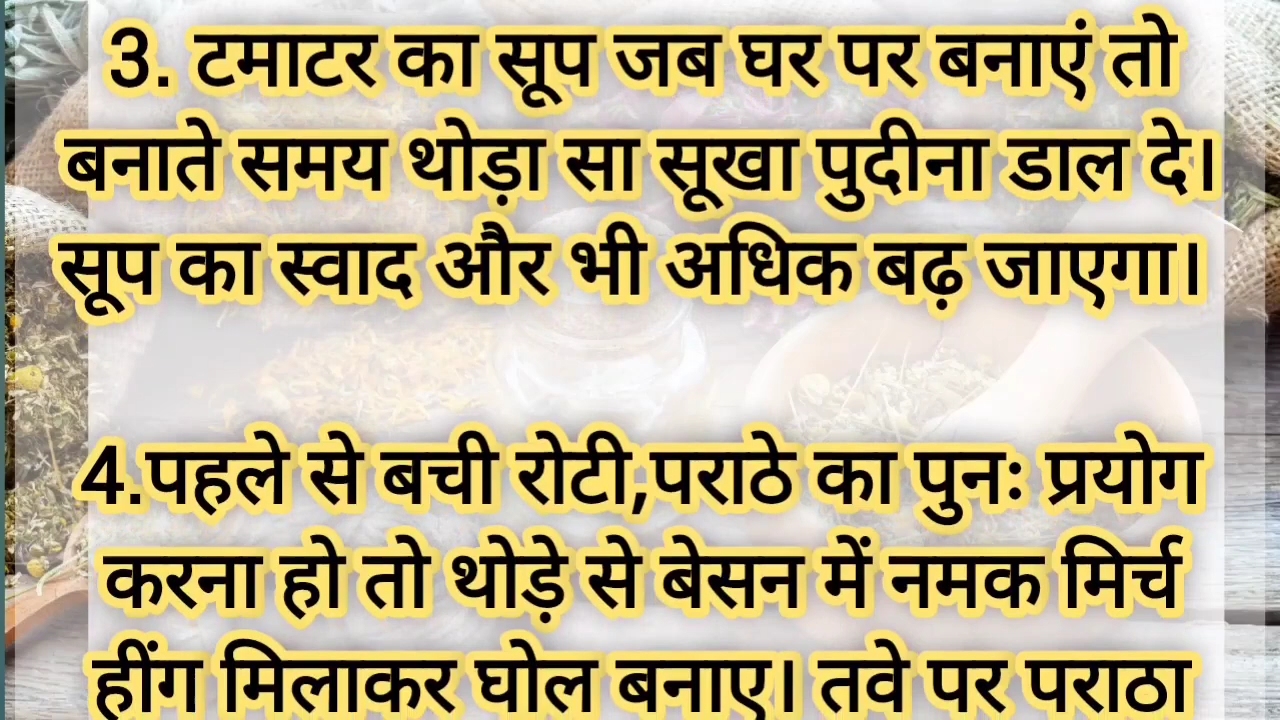 3. टमाटर का सूप जब घर पर बनाएं तो
बनाते समय थोड़ा सा सूखा पुदीना डाल दे।
सूप का स्वाद और भी अधिक बढ़ जाएगा।
4.पहले से बची रोटी,पराठे का पुनः प्रयोग
करना हो तो थोड़े से बेसन में नमक मिर्च
हींग मिलाकर घोल बनाए। तवे पर पराठा